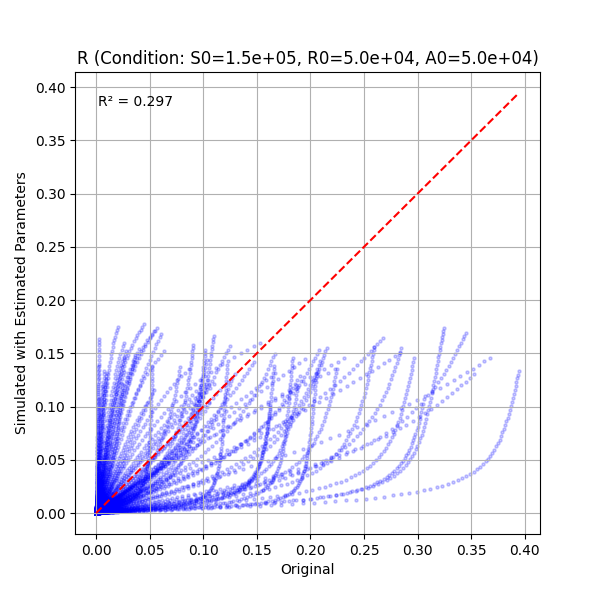 R (Condition: S0=1.5e+05, R0=5.0e+04, A0=5.0e+04)
R² = 0.297
0.40
0.35
0.30
0.25
0.20
0.15
0.10
0.05
0.00
Simulated with Estimated Parameters
0.00 0.05 0.10 0.15 0.20 0.25 0.30 0.35 0.40
Original